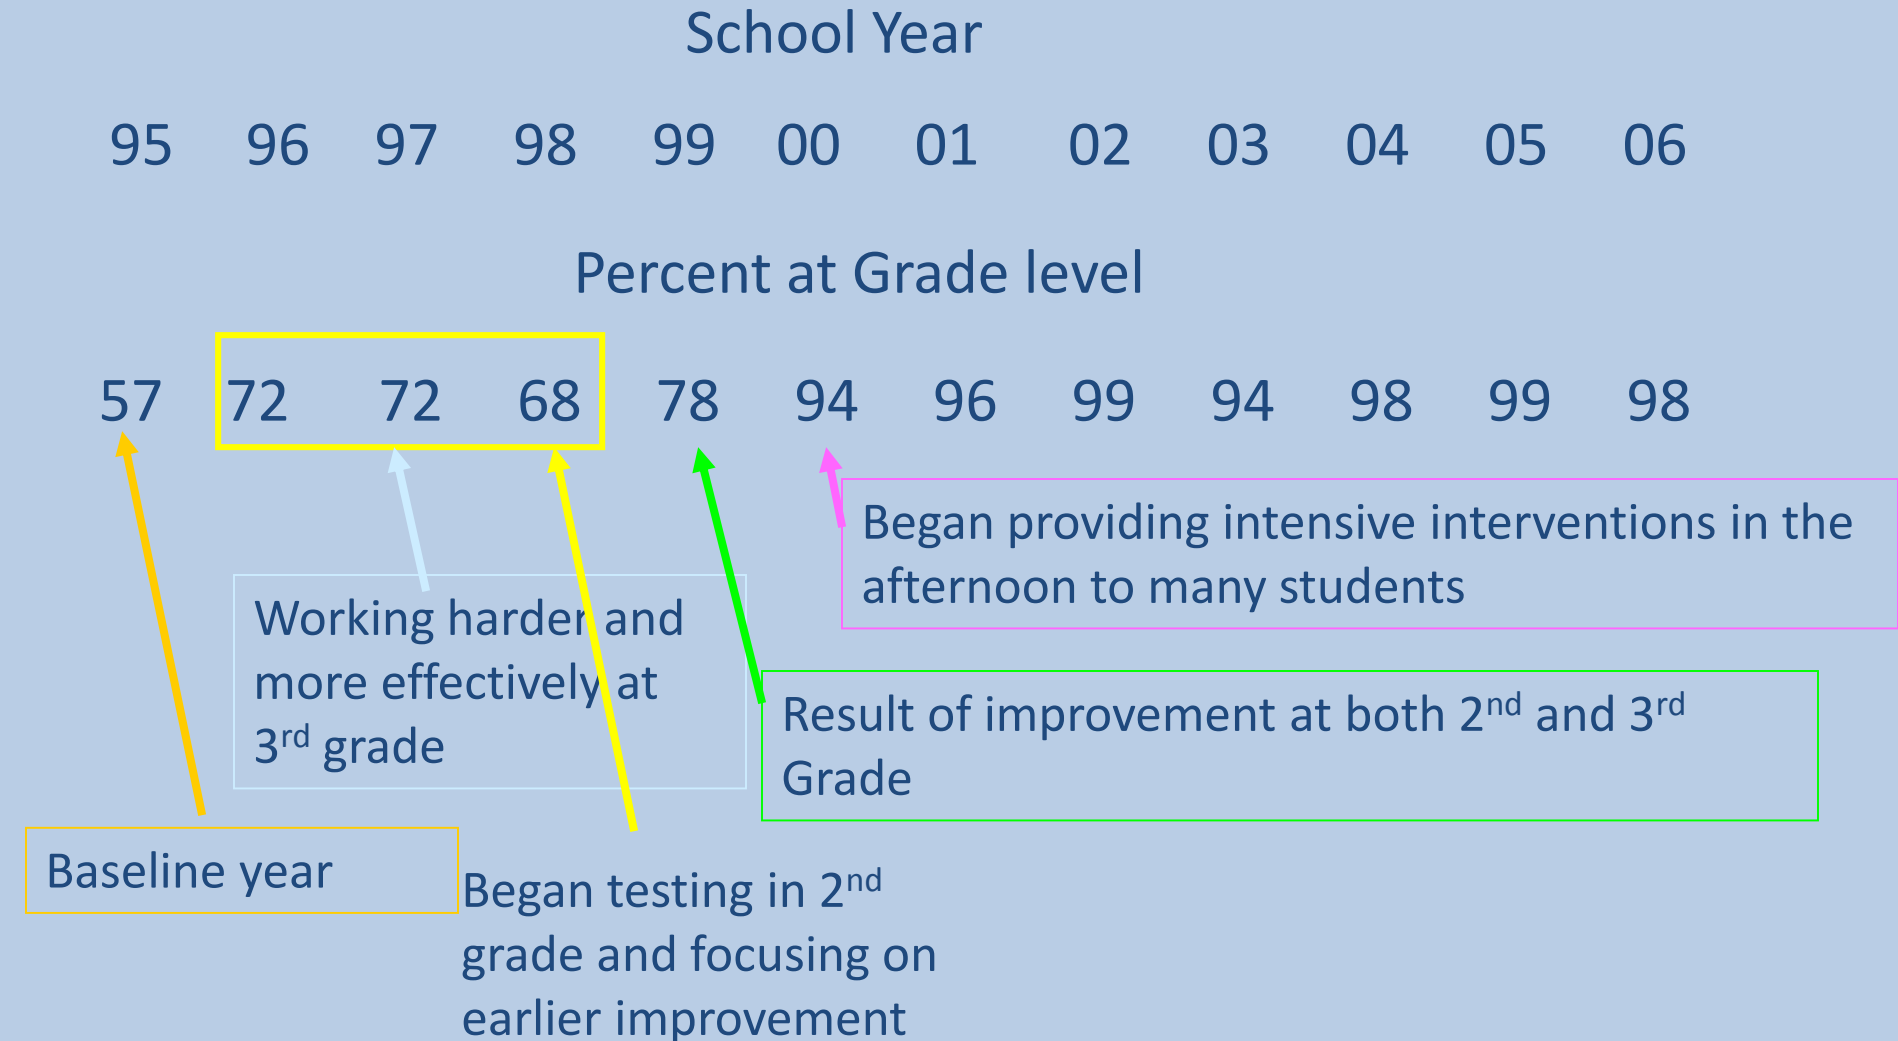 School Year
95 96 97 98 99 00 01 02 03 04 05 06
Percent at Grade level
57 72 72 68 78 94 96 99 94 98 99 98
Began providing intensive interventions in the
afternoon to many students
Working harder and
more effectively at
3rd grade
Result of improvement at both 2nd and 3rd
Grade
Baseline year
Began testing in 2nd
grade and focusing on
earlier improvement